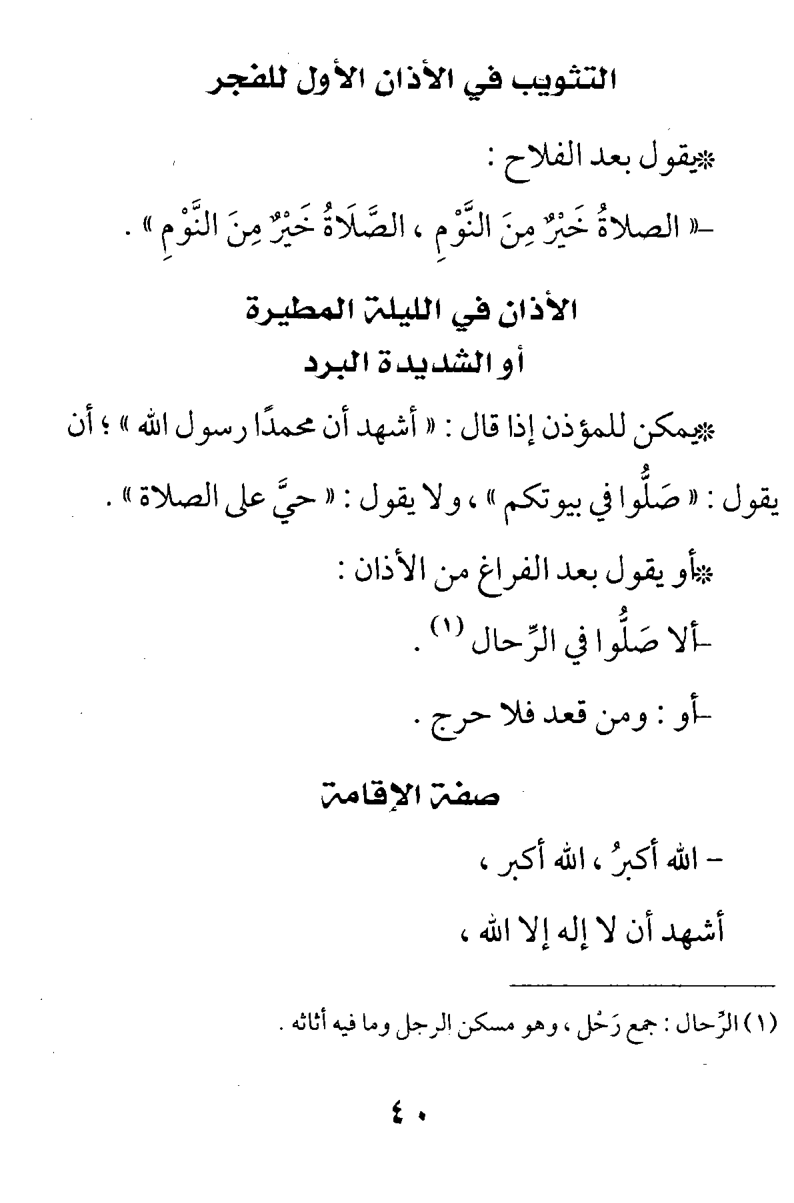 التثويب في الأذان الأول للفجر
*يقول بعد الفلاح :
-« الصلاةُ خَيْرٌ مِنَ النَّوْمِ ، الصَّلَاةُ خَيْرٌ مِنَ النَّوْمِ » .
الأذان في الليلة المطيرة
أو الشديدة البرد
*يمكن للمؤذن إذا قال : « أشهد أن محمدًا رسول الله » ؛ أن
يقول : « صَلُّوا في بيوتكم » ، ولا يقول : « حيَّ على الصلاة » .
*أو يقول بعد الفراغ من الأذان :
-ألا صَلُّوا في الرِّحال (١) .
-أو : ومن قعد فلا حرج .
صفة الإقامة
- الله أكبرُ ، الله أكبر ،
أشهد أن لا إله إلا الله ،
(١) الرِّحال : جمع رَحْل ، وهو مسكن الرجل وما فيه أثاثه .
٤٠